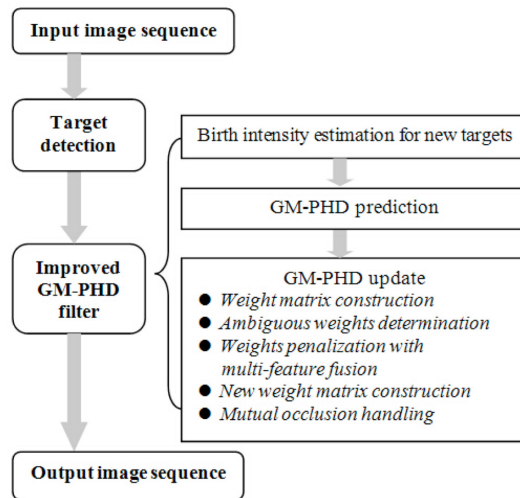 Input image sequence
Target
detection
Improved
GM-PHD
filter
Output image sequence
Birth intensity estimation for new targets
GM-PHD prediction
GM-PHD update
● Weight matrix construction
● Ambiguous weights determination
● Weights penalization with
multi-feature fusion
● New weight matrix construction
● Mutual occlusion handling